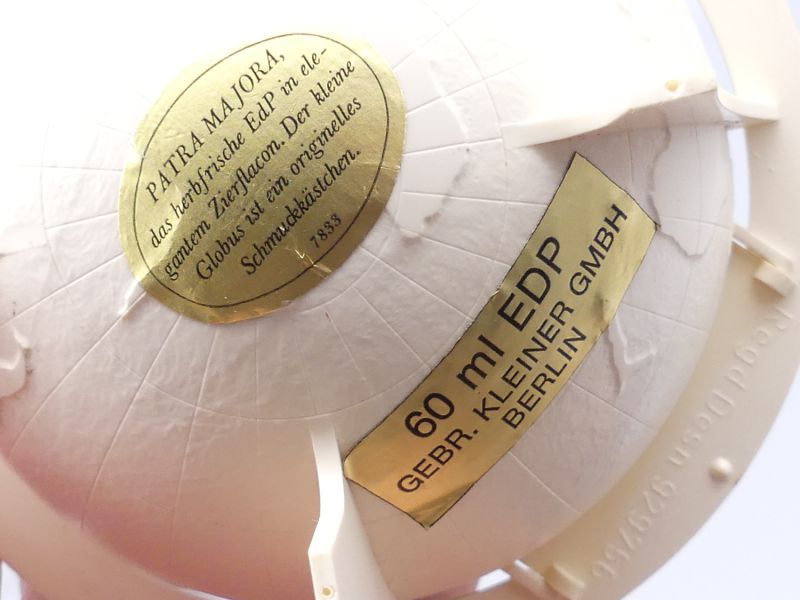 PATRA MAJORA,
das herbfrische EdP in ele-
gantem Zierflacon. Der kleine
Globus ist ein originelles
Schmuckkästchen.
7833
60 ml EDP
GEBR. KLEINER GMBH
BERLIN
Regd Desn 929756